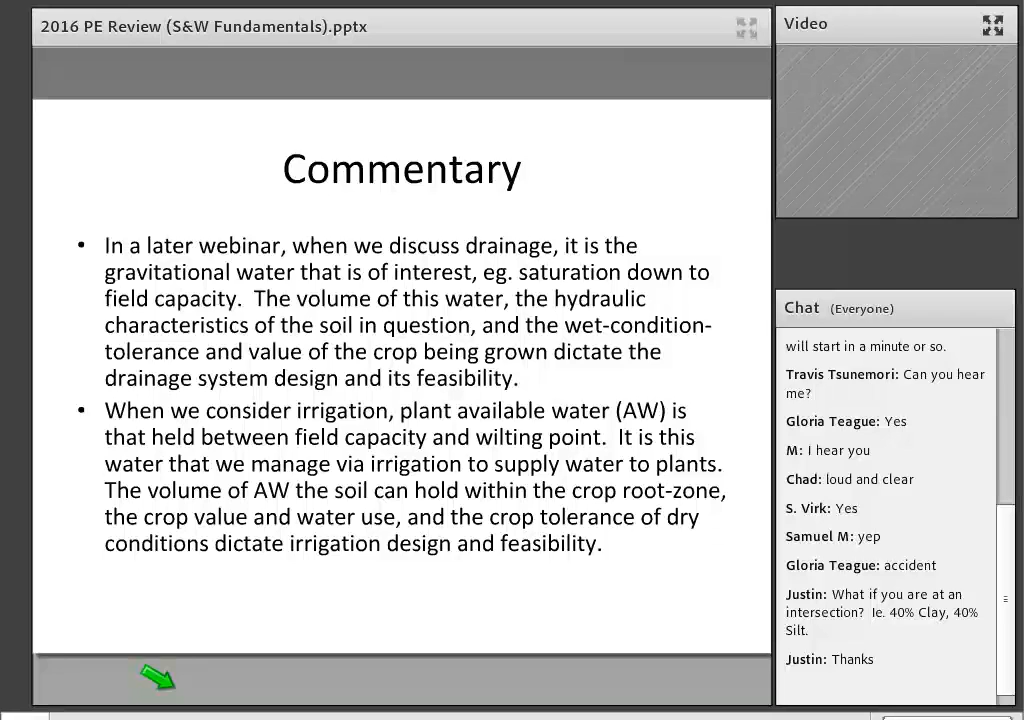 2016 PE Review (S&W Fundamentals).pptx
Commentary
• In a later webinar, when we discuss drainage, it is the
gravitational water that is of interest, eg. saturation down to
field capacity.  The volume of this water, the hydraulic
characteristics of the soil in question, and the wet-condition-
tolerance and value of the crop being grown dictate the
drainage system design and its feasibility.
• When we consider irrigation, plant available water (AW) is
that held between field capacity and wilting point.  It is this
water that we manage via irrigation to supply water to plants.
The volume of AW the soil can hold within the crop root-zone,
the crop value and water use, and the crop tolerance of dry
conditions dictate irrigation design and feasibility.
Video
Chat (Everyone)
will start in a minute or so.
Travis Tsunemori: Can you hear
me?
Gloria Teague: Yes
M: I hear you
Chad: loud and clear
S. Virk: Yes
Samuel M: yep
Gloria Teague: accident
Justin: What if you are at an
intersection?  Ie. 40% Clay, 40%
Silt.
Justin: Thanks